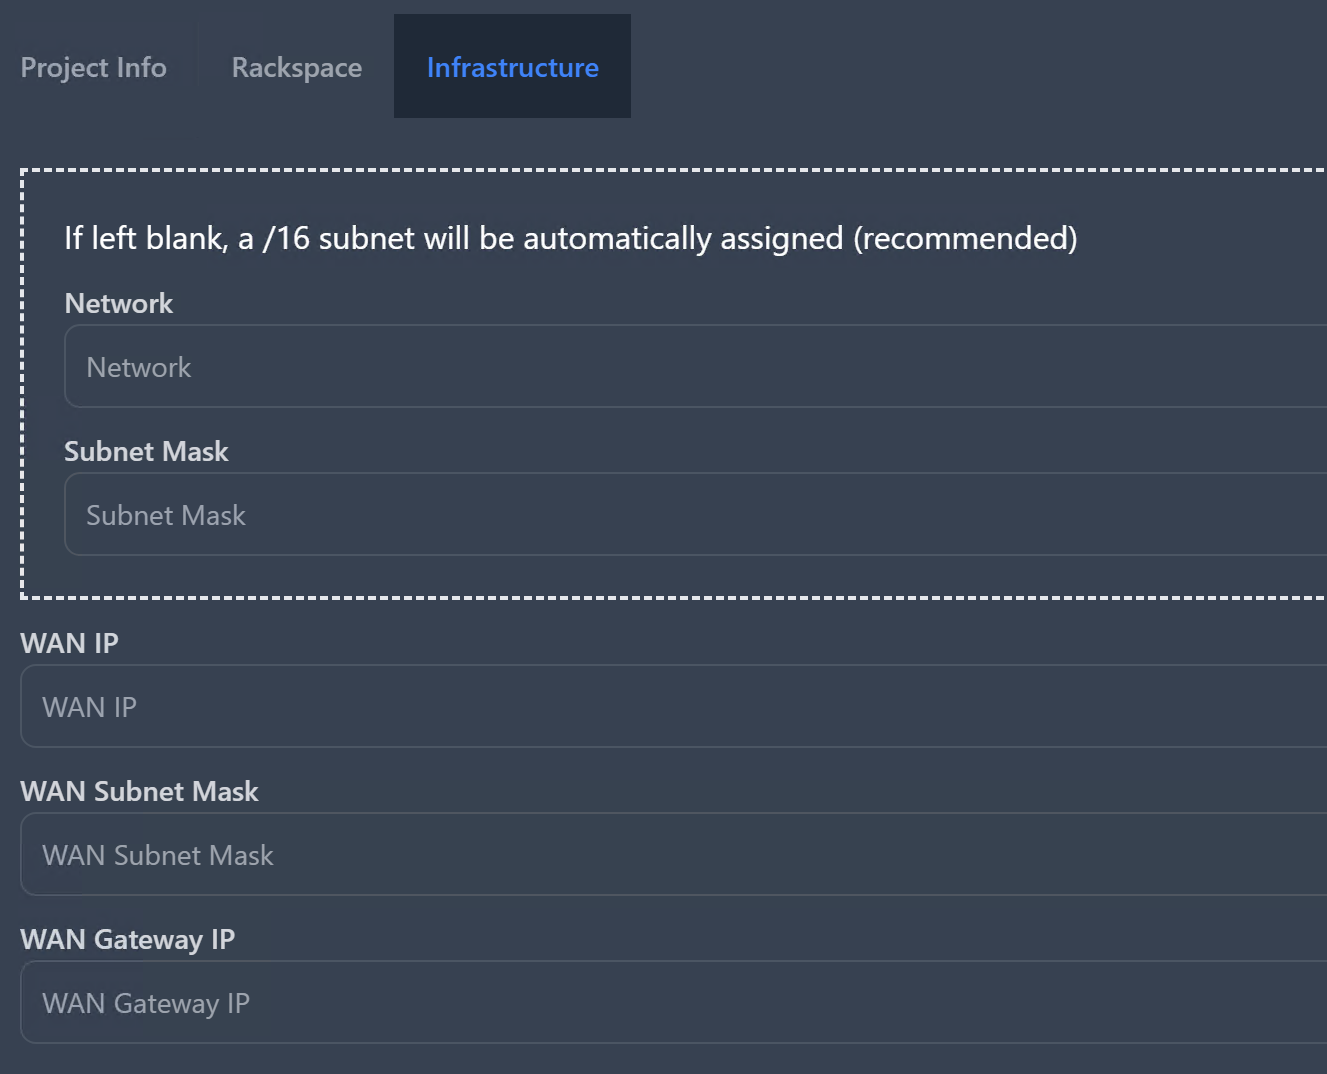 Project Info Rackspace Infrastructure
If left blank, a /16 subnet will be automatically assigned (recommended)
Network
Network
Subnet Mask
Subnet Mask
WAN IP
WAN IP
WAN Subnet Mask
WAN Subnet Mask
WAN Gateway IP
WAN Gateway IP